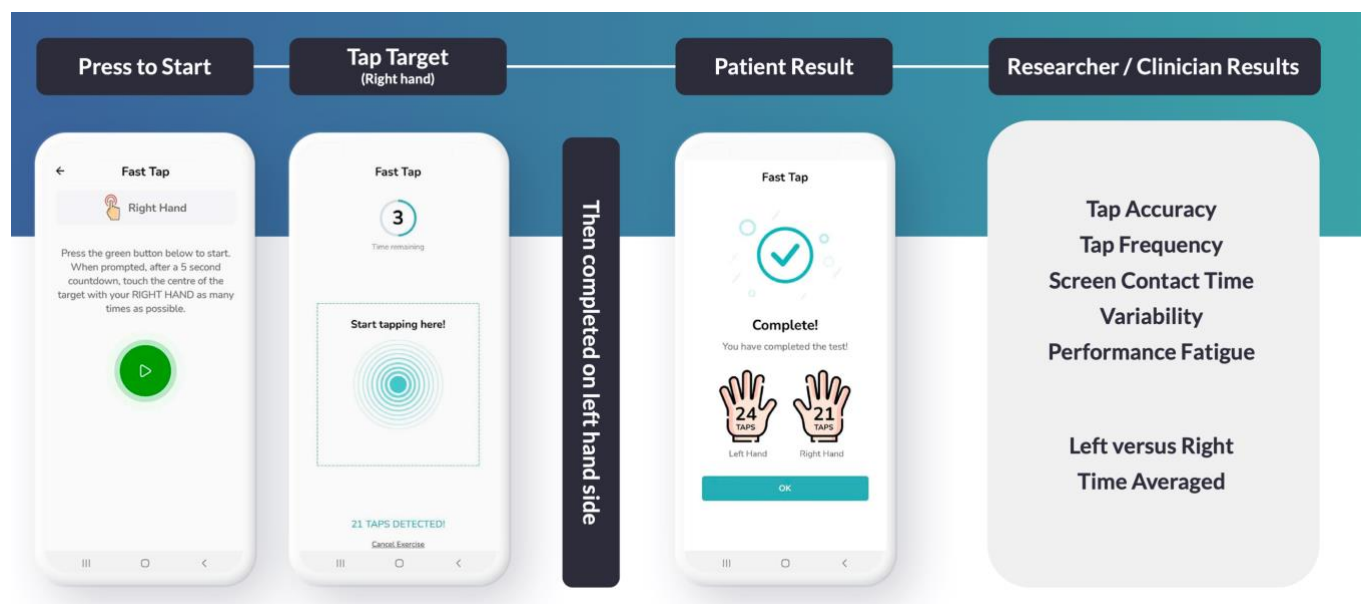 Press to Start
Tap Target
(Right hand)
Patient Result
Researcher / Clinician Results
Fast Tap
Right Hand
Press the green button below to start.
When prompted, after a 5 second
countdown, touch the centre of the
target with your RIGHT HAND as many
times as possible.
Fast Tap
3
Time remaining
Start tapping here!
21 TAPS DETECTED!
Cancel Exercise
Then completed on left hand side
Fast Tap
Complete!
You have completed the test!
24
TAPS
Left Hand
21
TAPS
Right Hand
OK
Tap Accuracy
Tap Frequency
Screen Contact Time
Variability
Performance Fatigue
Left versus Right
Time Averaged